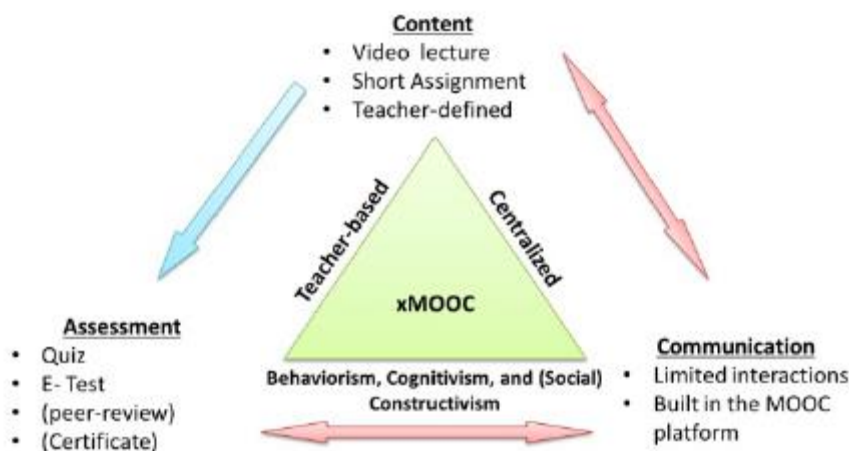 Content
• Video lecture
• Short Assignment
• Teacher-defined
Teacher-based
Centralized
xMOOC
Assessment
• Quiz
• E- Test
• (peer-review)
• (Certificate)
Behaviorism, Cognitivism, and (Social)
Constructivism
Communication
• Limited interactions
• Built in the MOOC
platform